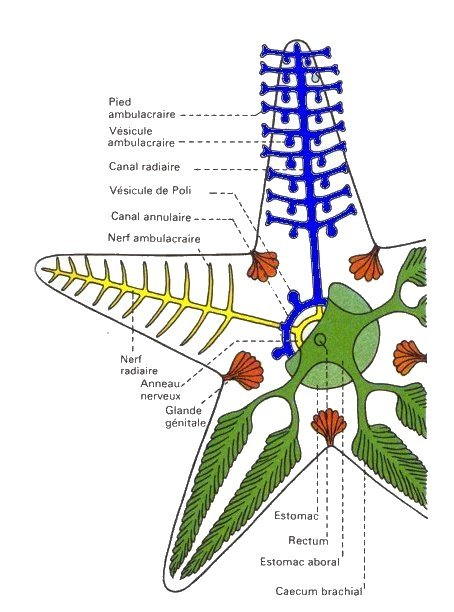 Pied
ambulacraire
Vésicule
ambulacraire
Canal radiaire
Vésicule de Poli
Canal annulaire
Nerf ambulacraire
Nerf
radiaire
Anneau
nerveux
Glande
génitale
Estomac
Rectum
Estomac aboral
Caecum brachial